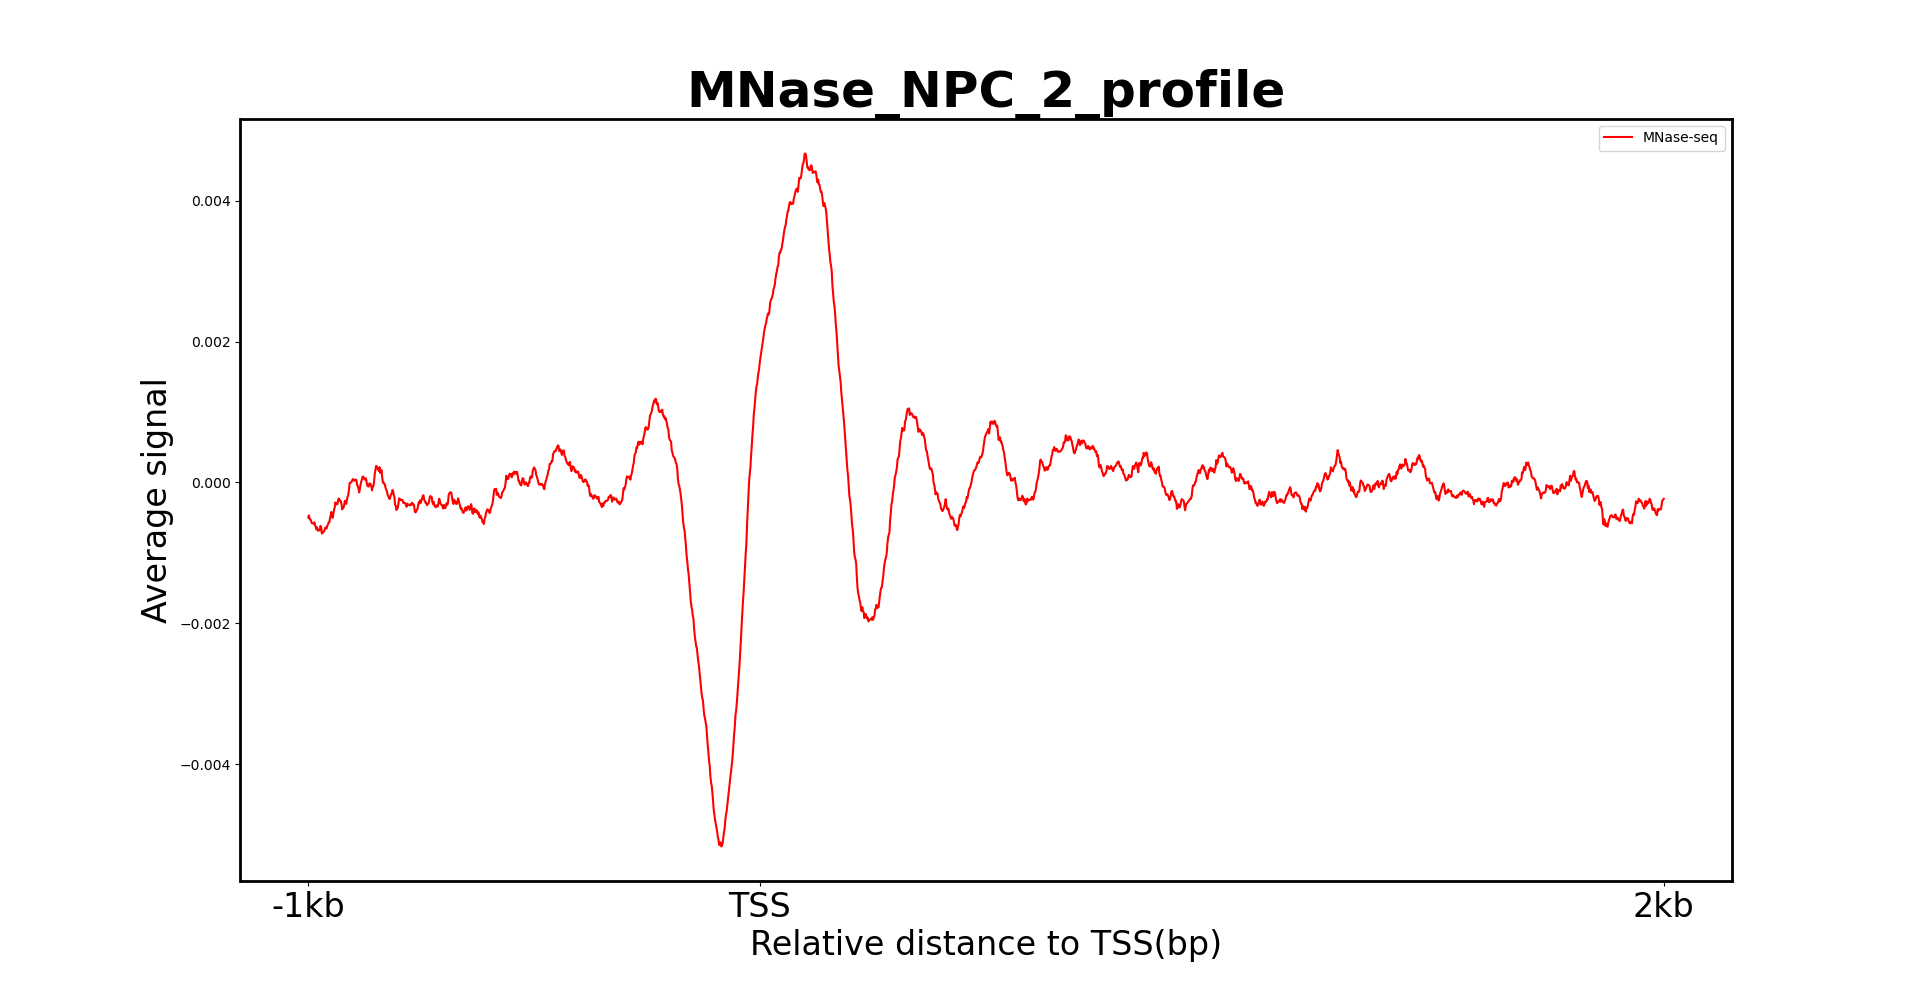 MNase_NPC_2_profile
MNase-seq
0.004
0.002
0.000
−0.002
−0.004
Average signal
-1kb TSS 2kb
Relative distance to TSS(bp)